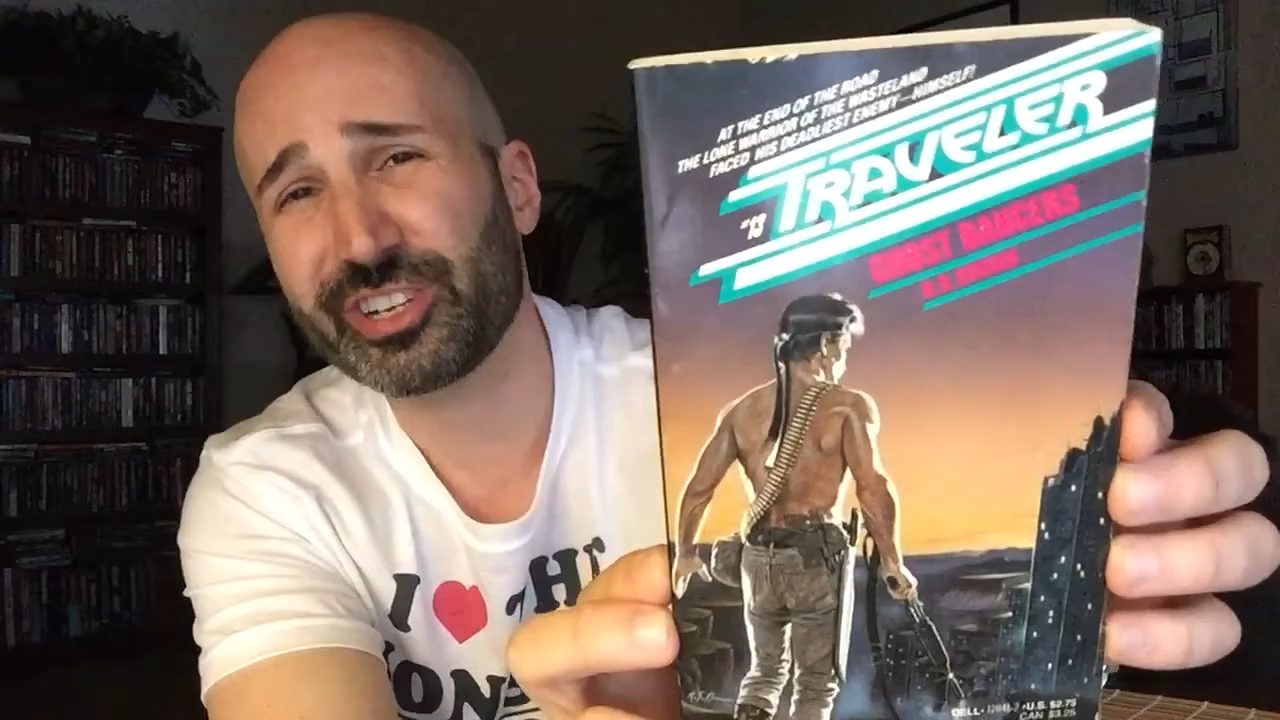 AT THE END OF THE ROAD
THE LONE WARRIOR OF THE WASTELAND
FACED HIS DEADLIEST ENEMY—HIMSELF!
#13
TRAVELER
GHOST DANCERS
I ♥ THE
DELL
U.S. $2.75
CAN $3.25